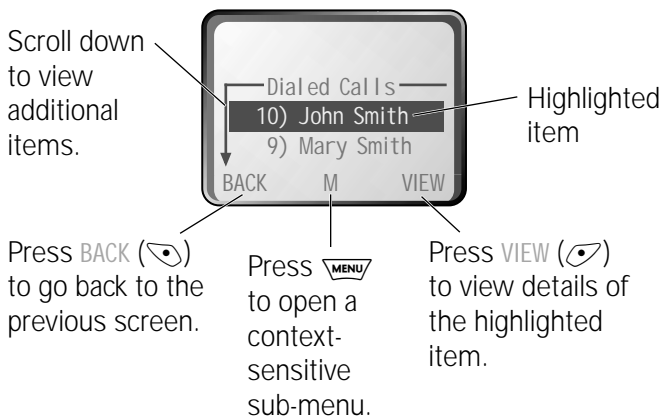 Scroll down
to view
additional
items.
Dialed Calls
10) John Smith
9) Mary Smith
BACK M VIEW
Highlighted
item
Press BACK ( )
to go back to the
previous screen.
Press MENU
to open a
context-
sensitive
sub-menu.
Press VIEW ( )
to view details of
the highlighted
item.